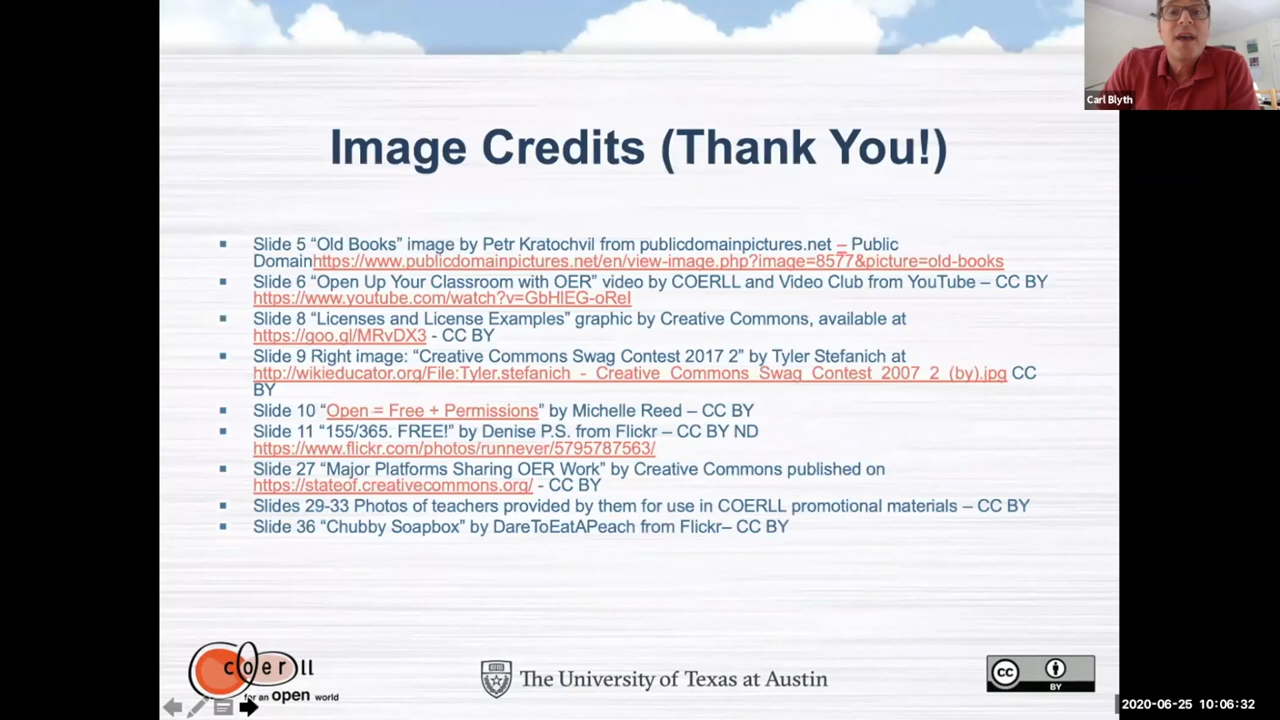 Carl Blyth
Image Credits (Thank You!)
▪ Slide 5 “Old Books” image by Petr Kratochvil from publicdomainpictures.net – Public
Domainhttps://www.publicdomainpictures.net/en/view-image.php?image=8577&picture=old-books
▪ Slide 6 “Open Up Your Classroom with OER” video by COERLL and Video Club from YouTube – CC BY
https://www.youtube.com/watch?v=GbHlEG-oReI
▪ Slide 8 “Licenses and License Examples” graphic by Creative Commons, available at
https://goo.gl/MRvDX3 - CC BY
▪ Slide 9 Right image: “Creative Commons Swag Contest 2017 2” by Tyler Stefanich at
http://wikieducator.org/File:Tyler.stefanich_-_Creative_Commons_Swag_Contest_2007_2_(by).jpg CC
BY
▪ Slide 10 “Open = Free + Permissions” by Michelle Reed – CC BY
▪ Slide 11 “155/365. FREE!” by Denise P.S. from Flickr – CC BY ND
https://www.flickr.com/photos/runnever/5795787563/
▪ Slide 27 “Major Platforms Sharing OER Work” by Creative Commons published on
https://stateof.creativecommons.org/ - CC BY
▪ Slides 29-33 Photos of teachers provided by them for use in COERLL promotional materials – CC BY
▪ Slide 36 “Chubby Soapbox” by DareToEatAPeach from Flickr– CC BY
coerll
for an open world
The University of Texas at Austin
cc
BY
2020-06-25 10:06:32